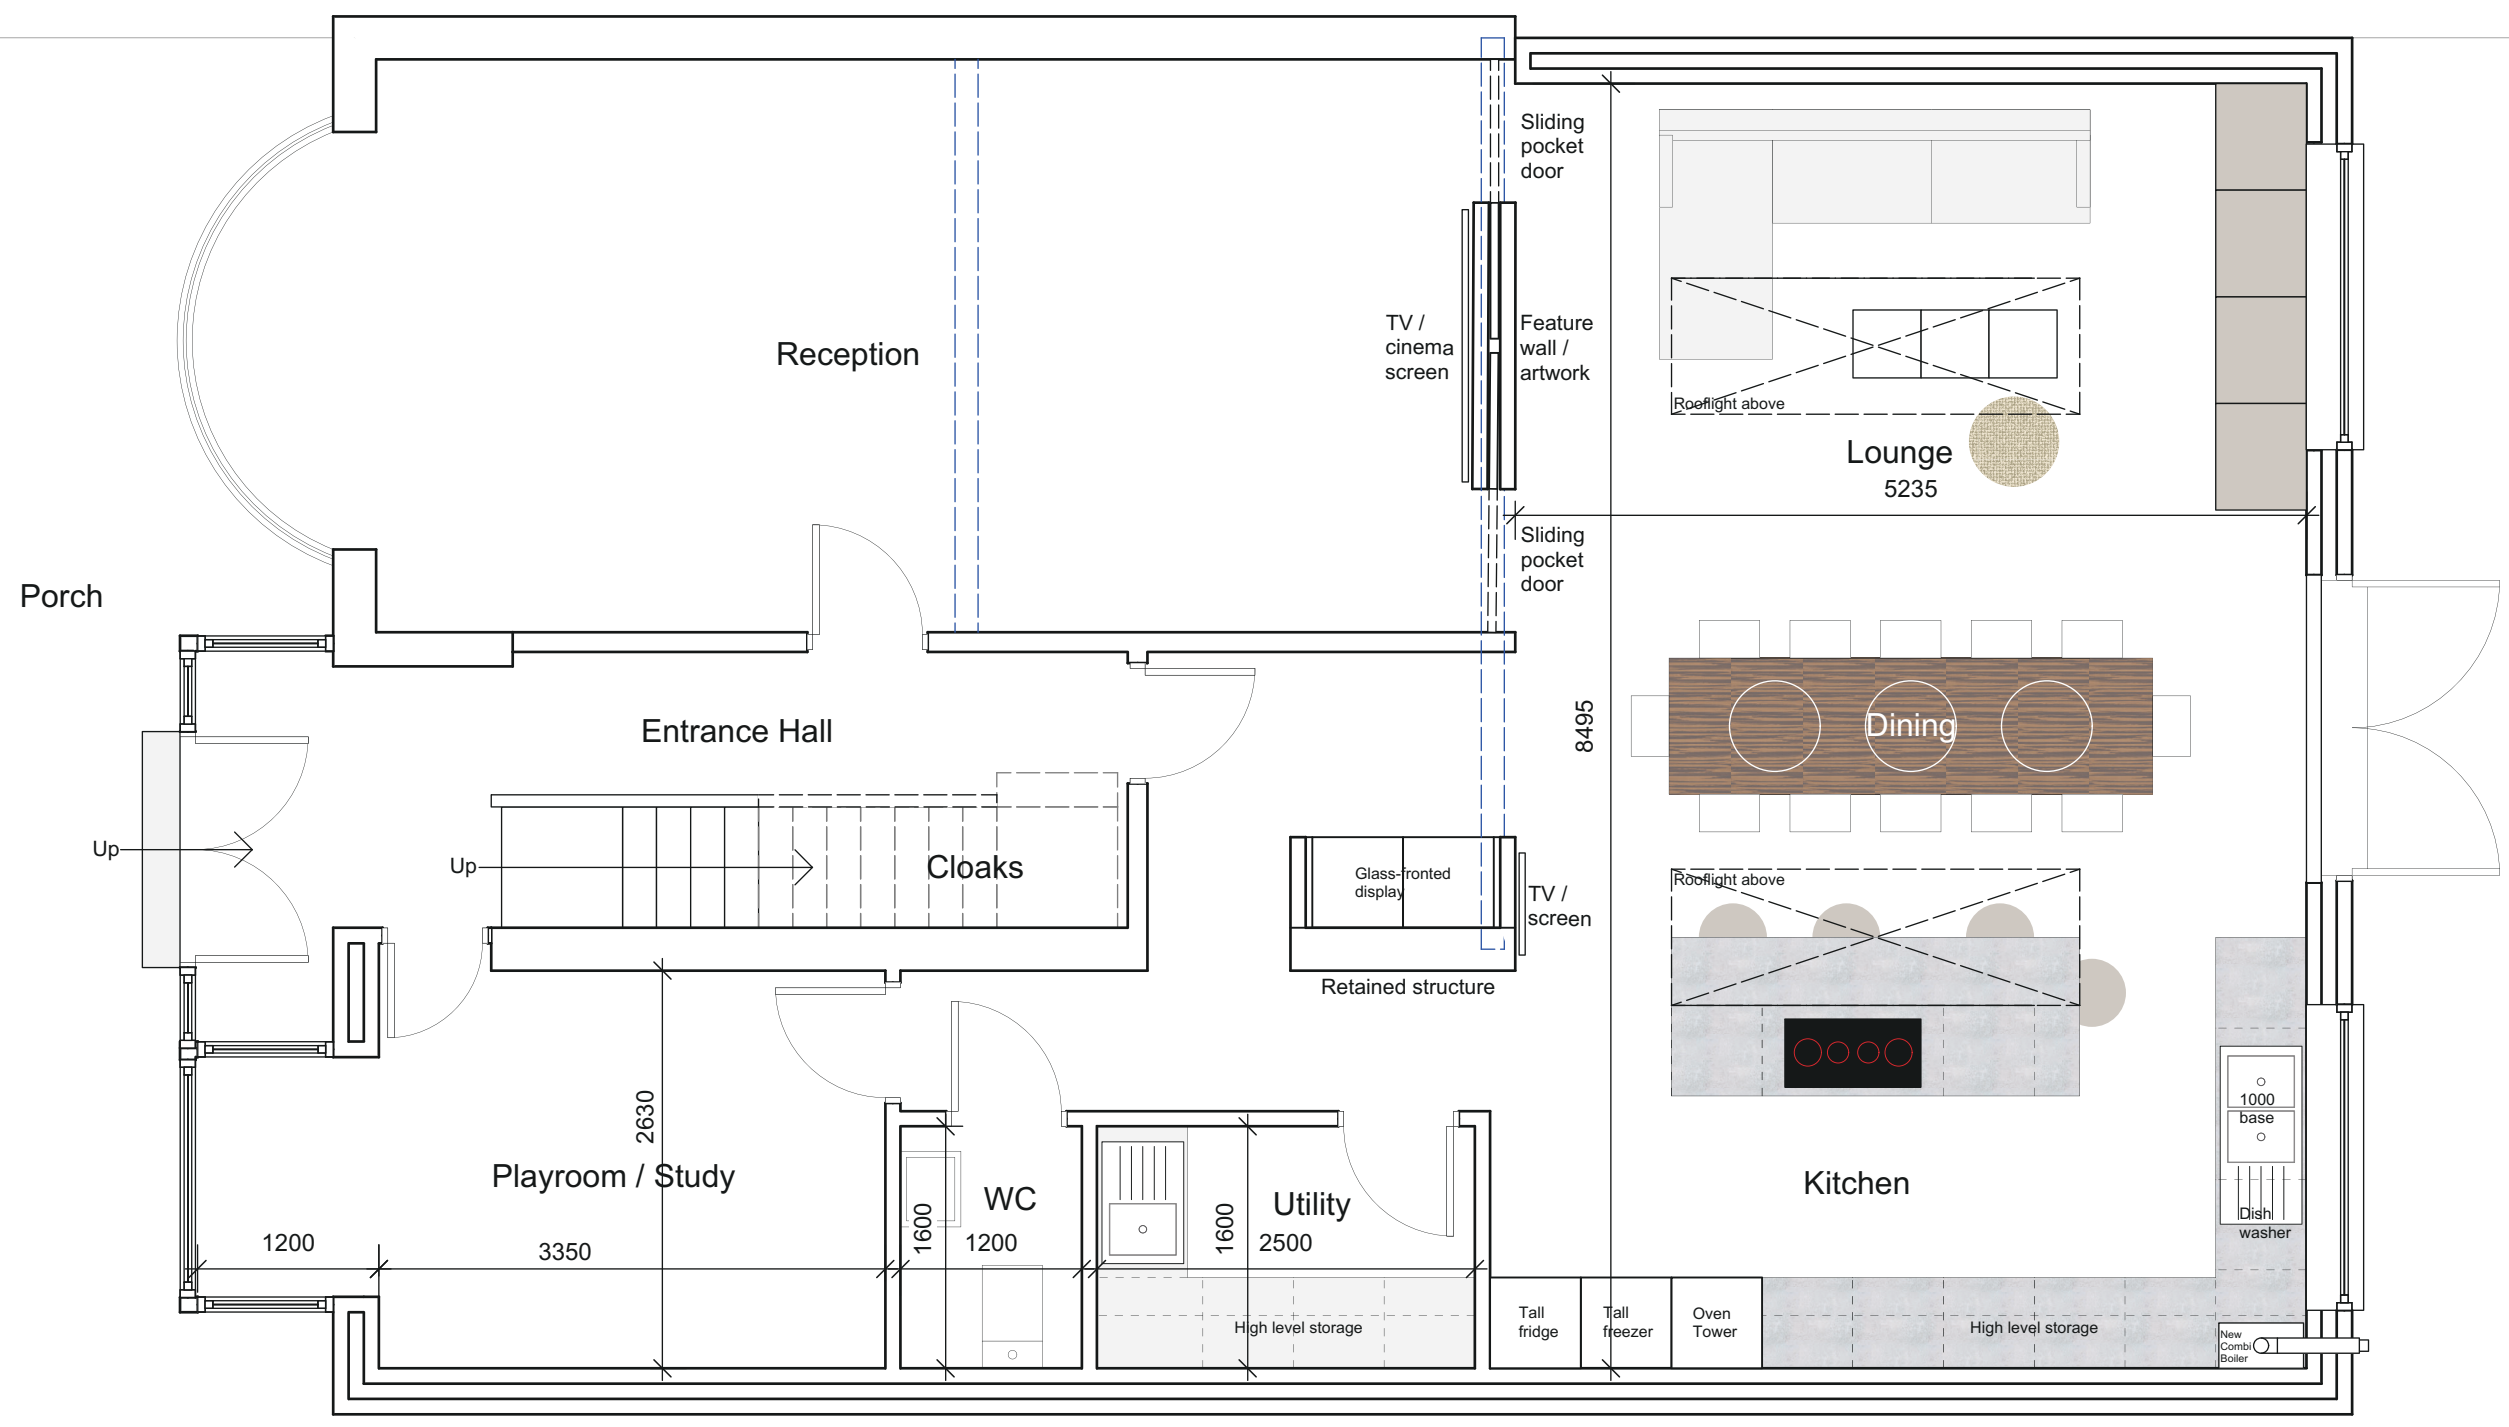 Sliding
pocket
door
Reception
TV /
cinema
screen
Feature
wall /
artwork
Rooflight above
Lounge
5235
Sliding
pocket
door
Porch
Entrance Hall
8495
Dining
Up
Up
Cloaks
Glass-fronted
display
TV /
screen
Rooflight above
Retained structure
2630
Playroom / Study
1200
3350
WC
1600
1200
Utility
1600
2500
High level storage
Kitchen
1000
base
Dish
washer
Tall
fridge
Tall
freezer
Oven
Tower
High level storage
New
Combi
Boiler